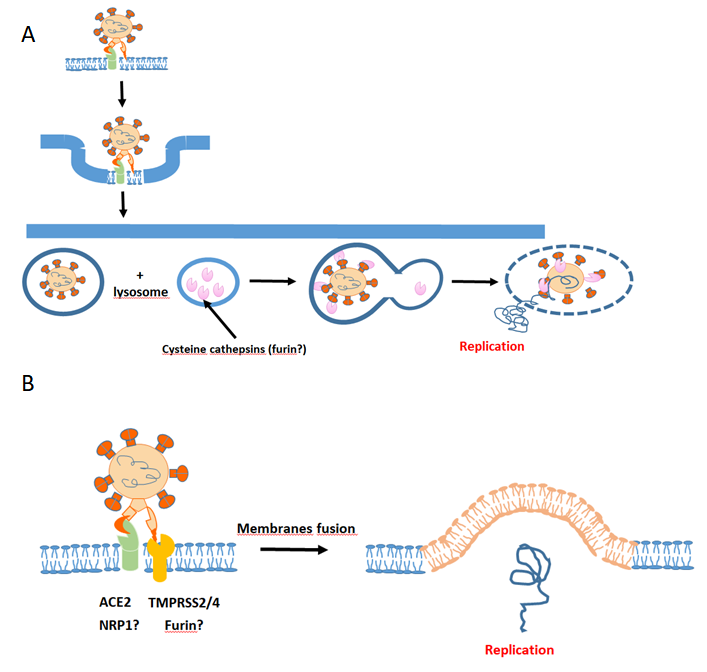 A
+
lysosome
Cysteine cathepsins (furin?)
Replication
B
Membranes fusion
ACE2 TMPRSS2/4
NRP1? Furin?
Replication